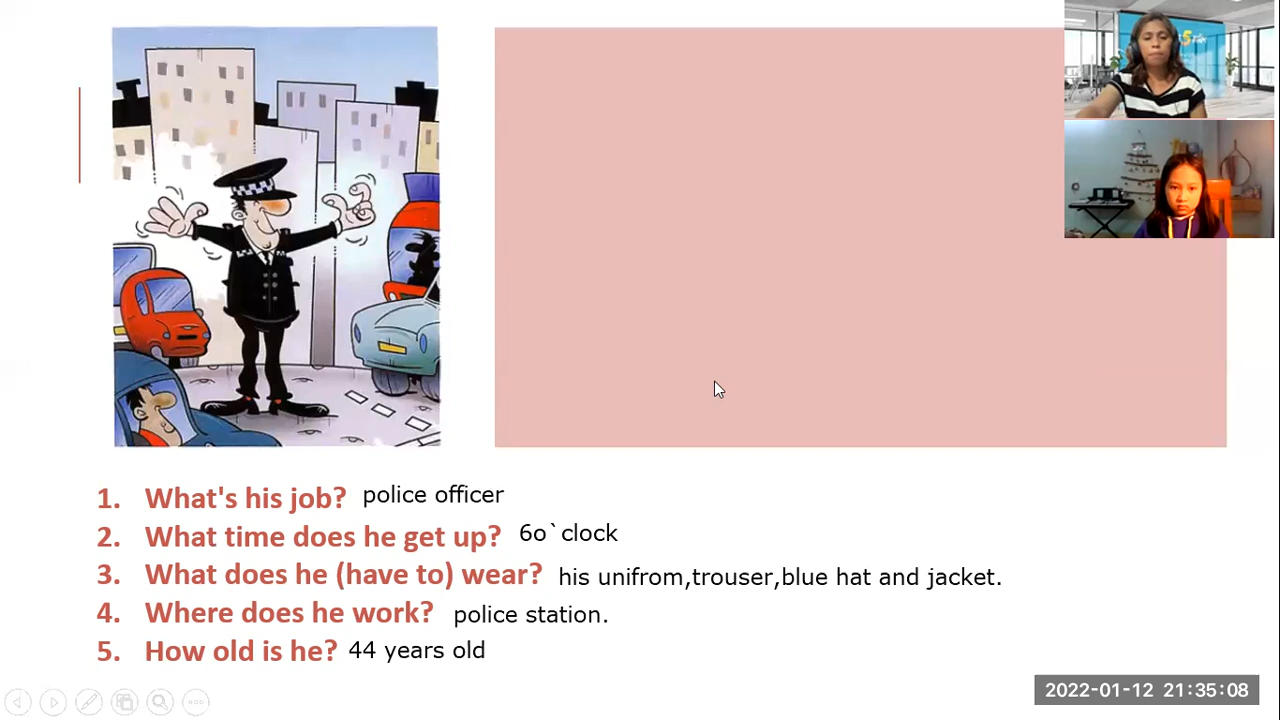 1. What's his job? police officer
2. What time does he get up? 6o`clock
3. What does he (have to) wear? his unifrom,trouser,blue hat and jacket.
4. Where does he work? police station.
5. How old is he? 44 years old
2022-01-12 21:35:08